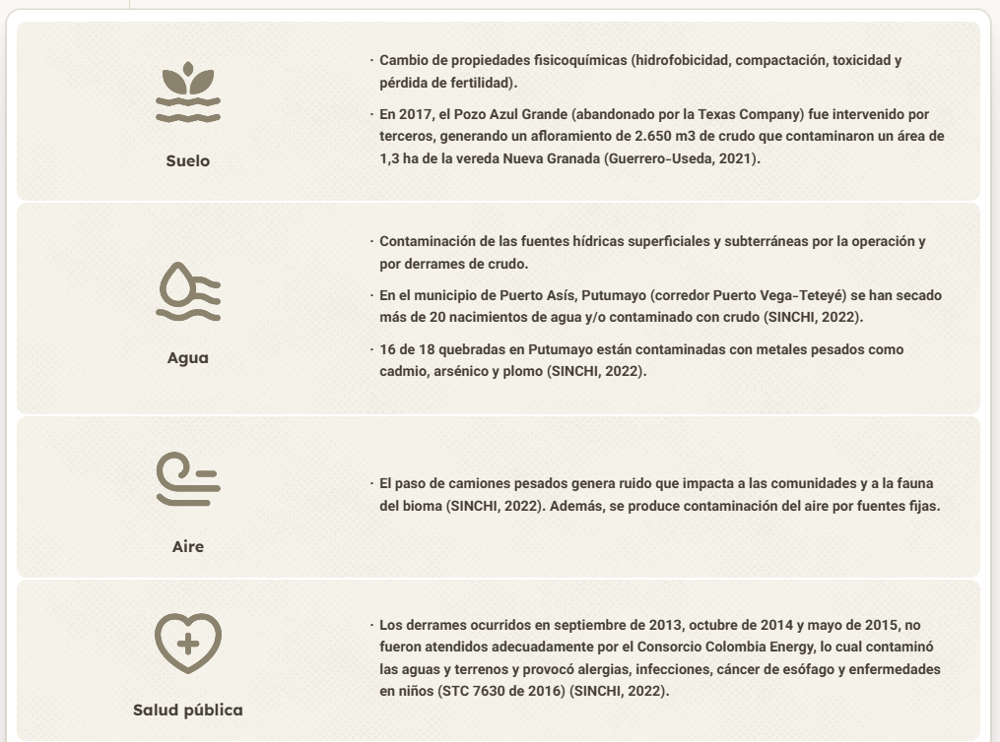 Suelo
· Cambio de propiedades fisicoquímicas (hidrofobicidad, compactación, toxicidad y
pérdida de fertilidad).
· En 2017, el Pozo Azul Grande (abandonado por la Texas Company) fue intervenido por
terceros, generando un afloramiento de 2.650 m3 de crudo que contaminaron un área de
1,3 ha de la vereda Nueva Granada (Guerrero-Useda, 2021).
Agua
· Contaminación de las fuentes hídricas superficiales y subterráneas por la operación y
por derrames de crudo.
· En el municipio de Puerto Asís, Putumayo (corredor Puerto Vega-Teteyé) se han secado
más de 20 nacimientos de agua y/o contaminado con crudo (SINCHI, 2022).
· 16 de 18 quebradas en Putumayo están contaminadas con metales pesados como
cadmio, arsénico y plomo (SINCHI, 2022).
Aire
· El paso de camiones pesados genera ruido que impacta a las comunidades y a la fauna
del bioma (SINCHI, 2022). Además, se produce contaminación del aire por fuentes fijas.
Salud pública
· Los derrames ocurridos en septiembre de 2013, octubre de 2014 y mayo de 2015, no
fueron atendidos adecuadamente por el Consorcio Colombia Energy, lo cual contaminó
las aguas y terrenos y provocó alergias, infecciones, cáncer de esófago y enfermedades
en niños (STC 7630 de 2016) (SINCHI, 2022).